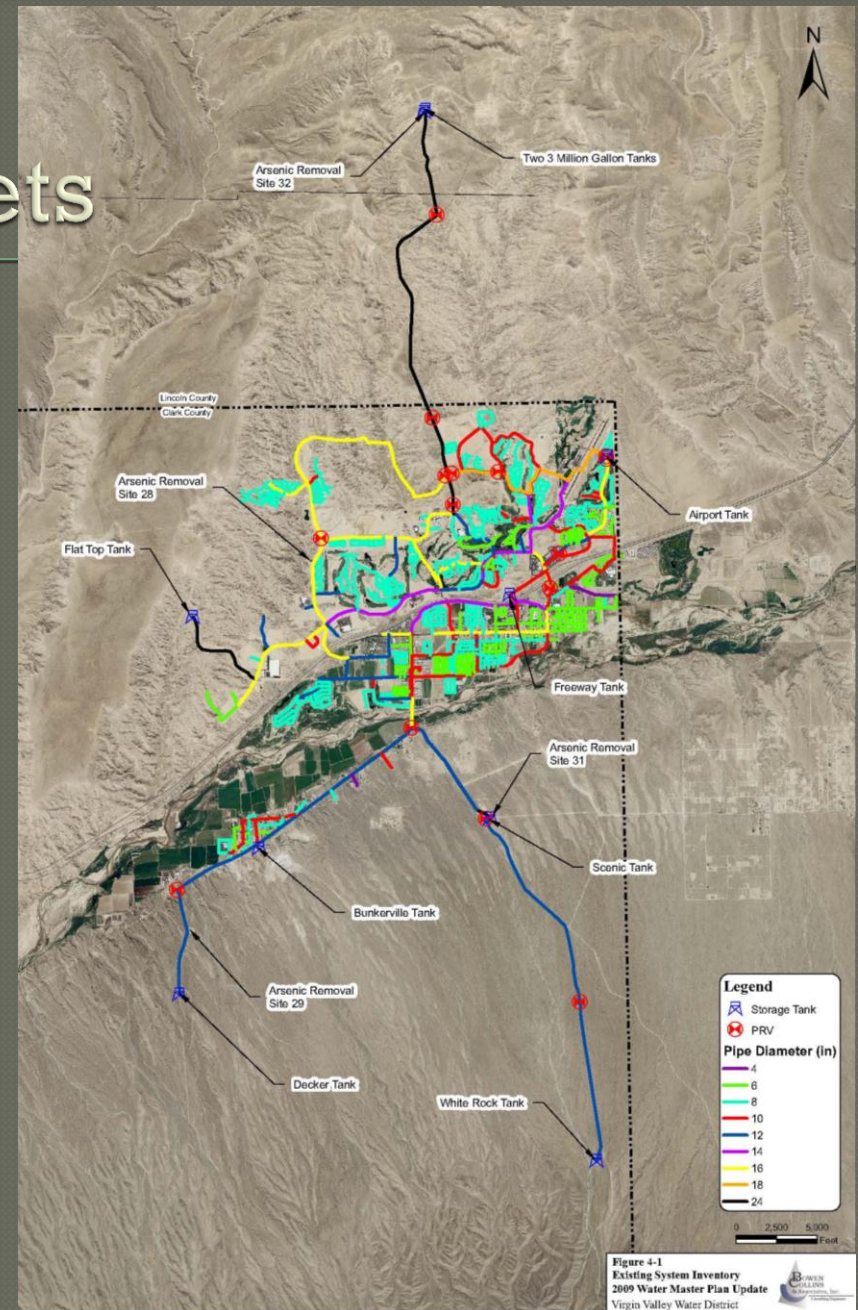 ets
N
Arsenic Removal
Site 32
Two 3 Million Gallon Tanks
Lincoln County
Clark County
Arsenic Removal
Site 28
Airport Tank
Flat Top Tank
Freeway Tank
Arsenic Removal
Site 31
Scenic Tank
Bunkerville Tank
Arsenic Removal
Site 29
Decker Tank
White Rock Tank
Legend
Storage Tank
PRV
Pipe Diameter (in)
4
6
8
10
12
14
16
18
24
0 2,500 5,000
Feet
Figure 4-1
Existing System Inventory
2009 Water Master Plan Update
Virgin Valley Water District
BOWEN
COLLINS
& Associates, Inc.